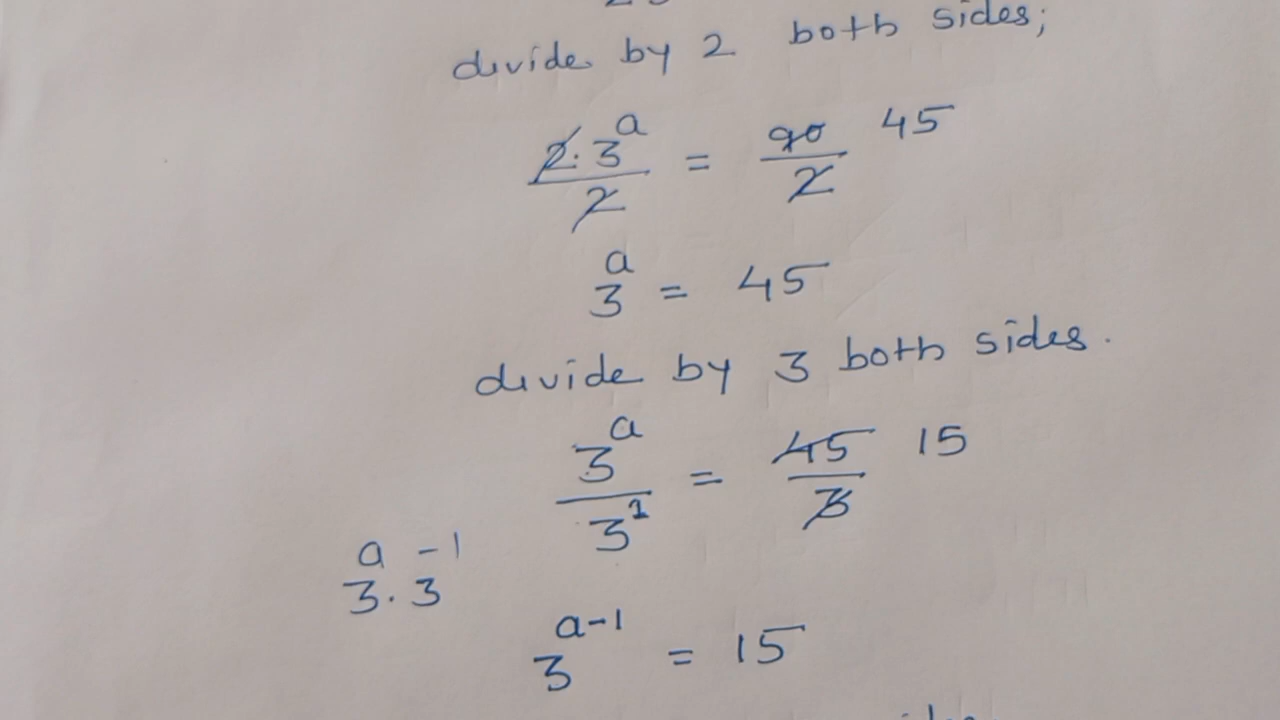 divide by 2 both sides;
2·3^a/2 = 90/2 45
3^a = 45
divide by 3 both sides.
3^a/3^1 = 45/3 15
3^a·3^-1
3^(a-1) = 15